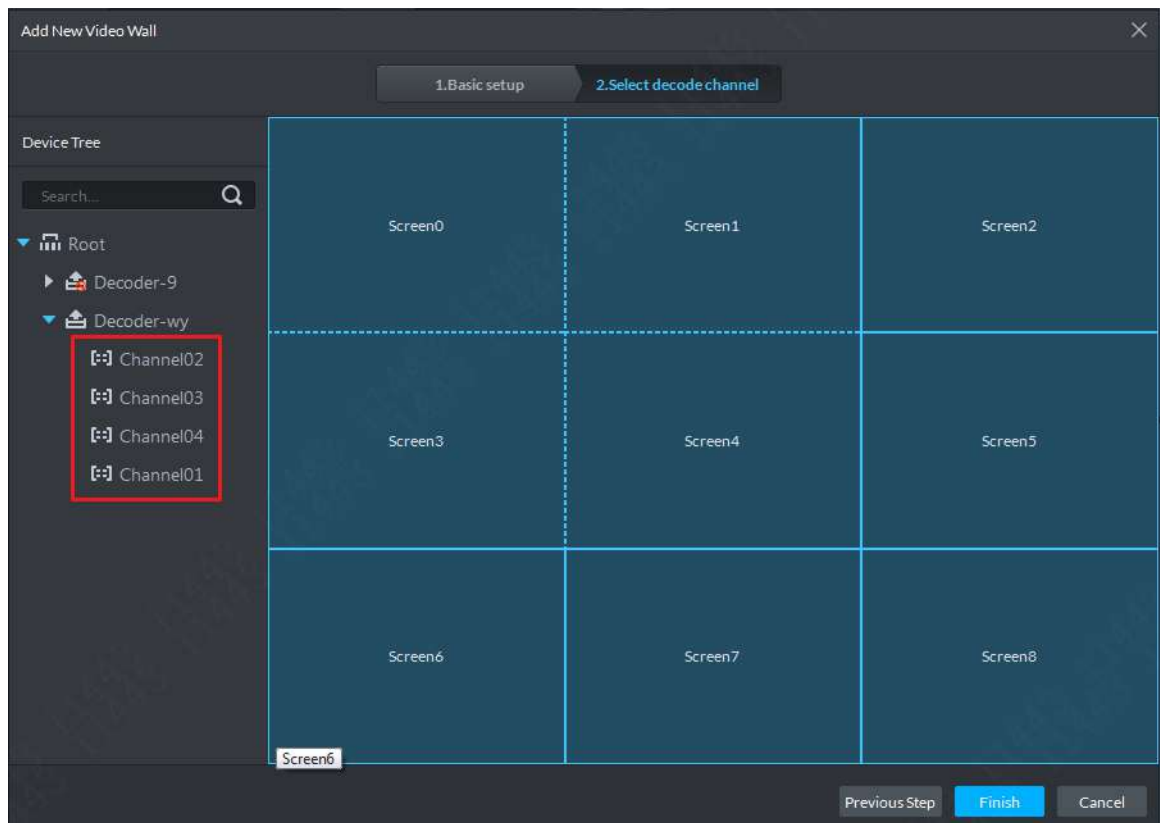 Add New Video Wall
1.Basic setup
2.Select decode channel
Device Tree
Search...
Root
Decoder-9
Decoder-wy
Channel02
Channel03
Channel04
Channel01
Screen0
Screen1
Screen2
Screen3
Screen4
Screen5
Screen6
Screen7
Screen8
Screen6
Previous Step
Finish
Cancel